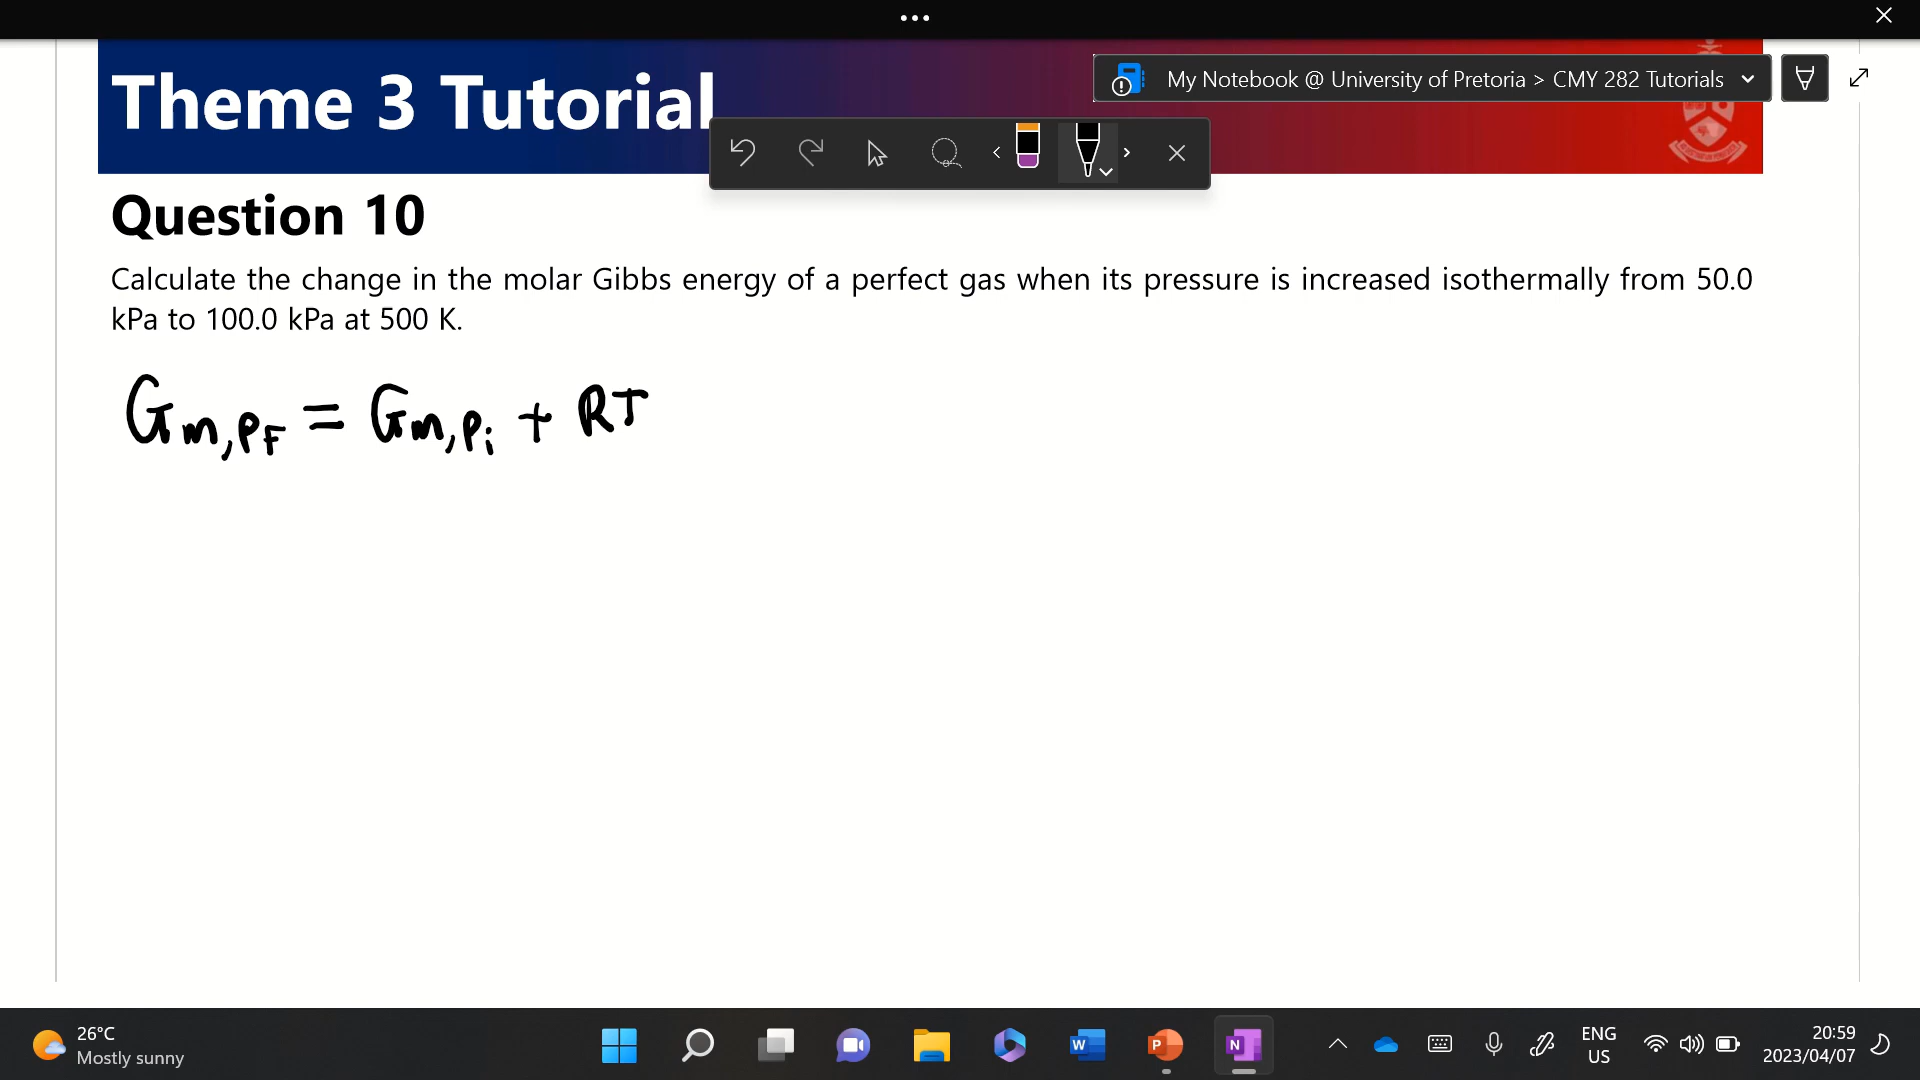 Theme 3 Tutorial
My Notebook @ University of Pretoria > CMY 282 Tutorials
Question 10
Calculate the change in the molar Gibbs energy of a perfect gas when its pressure is increased isothermally from 50.0
kPa to 100.0 kPa at 500 K.
Gm,PF = Gm,Pi + RT
26°C
Mostly sunny
ENG
US
20:59
2023/04/07